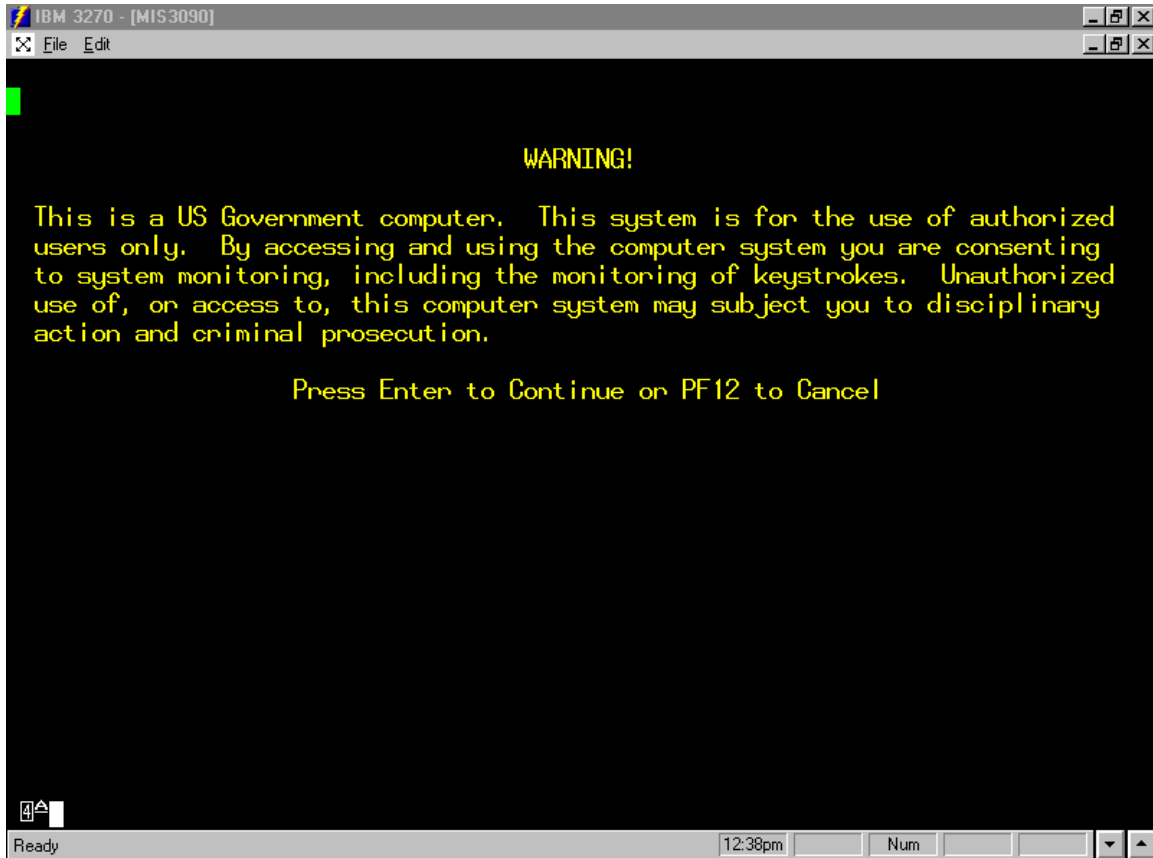 IBM 3270 - [MIS3090]
File Edit
WARNING!
This is a US Government computer. This system is for the use of authorized
users only. By accessing and using the computer system you are consenting
to system monitoring, including the monitoring of keystrokes. Unauthorized
use of, or access to, this computer system may subject you to disciplinary
action and criminal prosecution.
Press Enter to Continue or PF12 to Cancel
4A
Ready 12:38pm Num